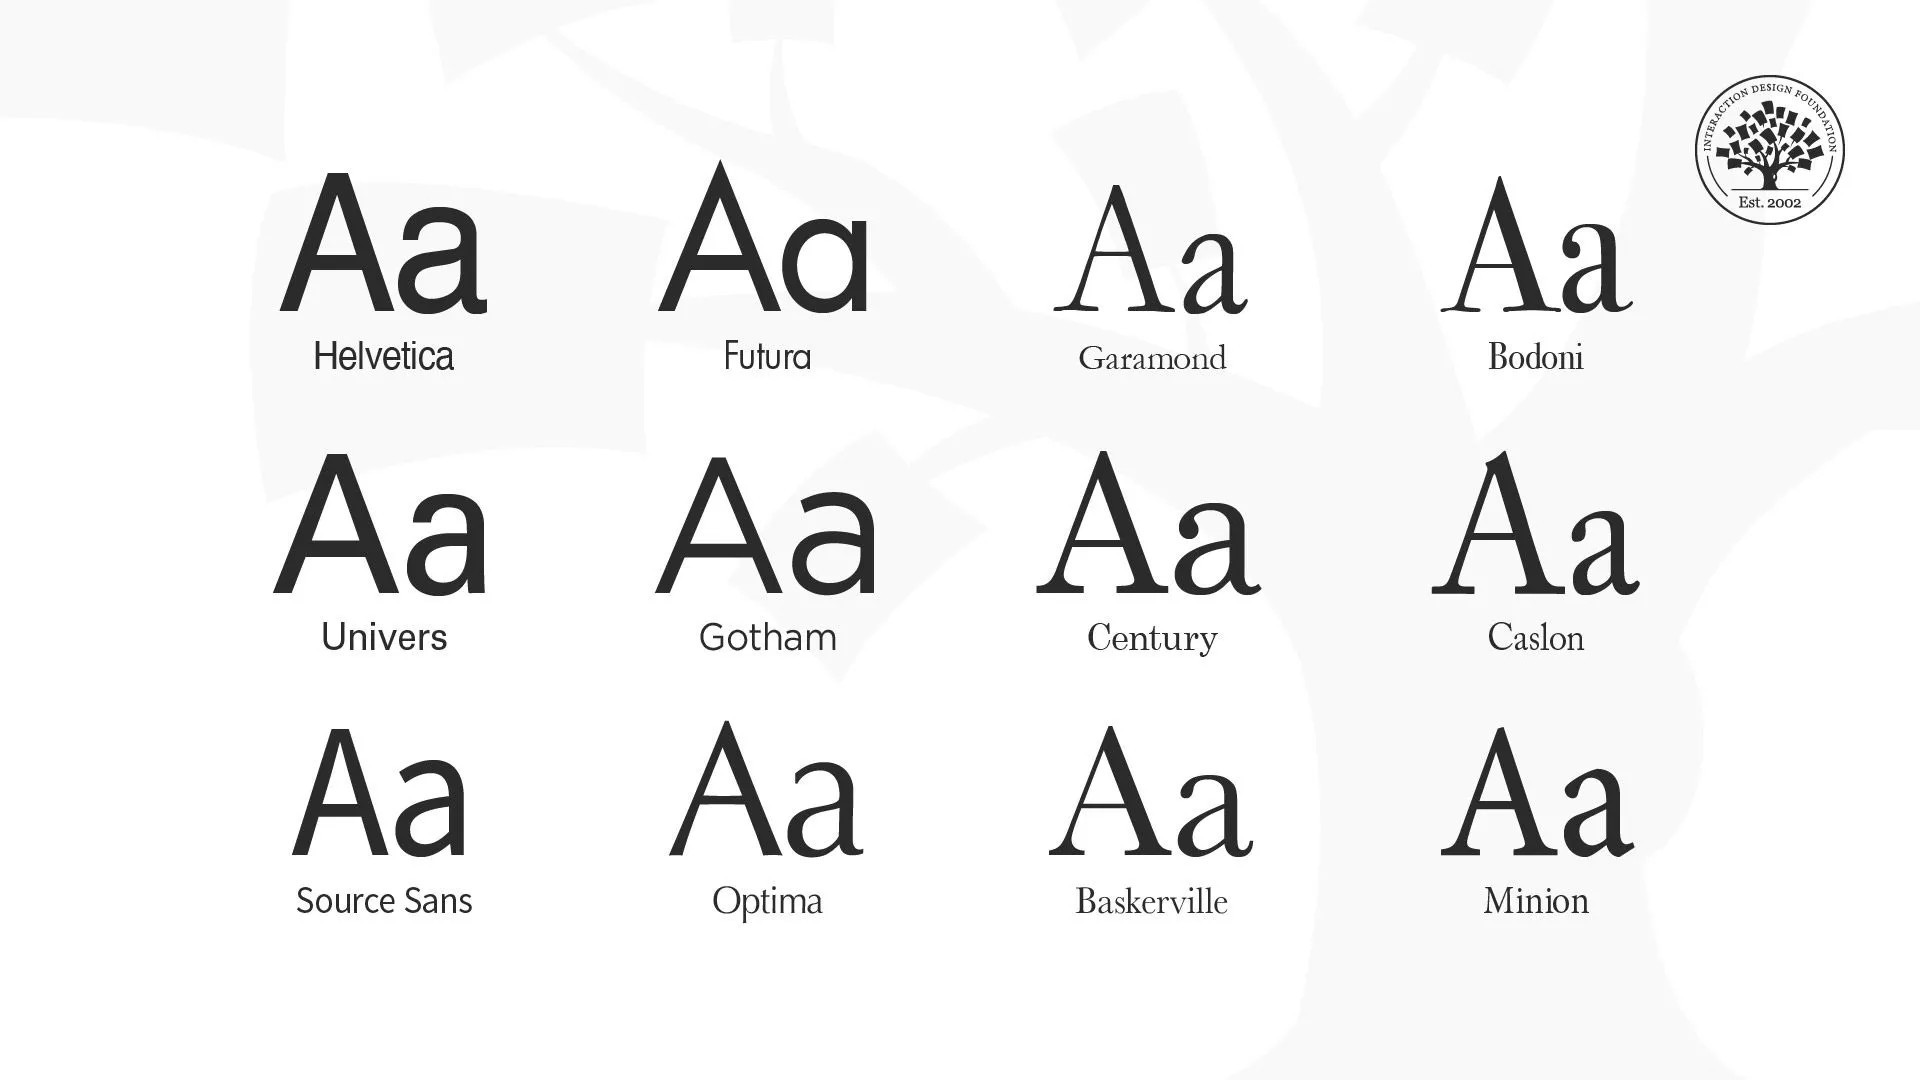 INTERACTION DESIGN FOUNDATION
Est. 2002
Aa Aa Aa Aa
Helvetica Futura Garamond Bodoni
Aa Aa Aa Aa
Univers Gotham Century Caslon
Aa Aa Aa Aa
Source Sans Optima Baskerville Minion